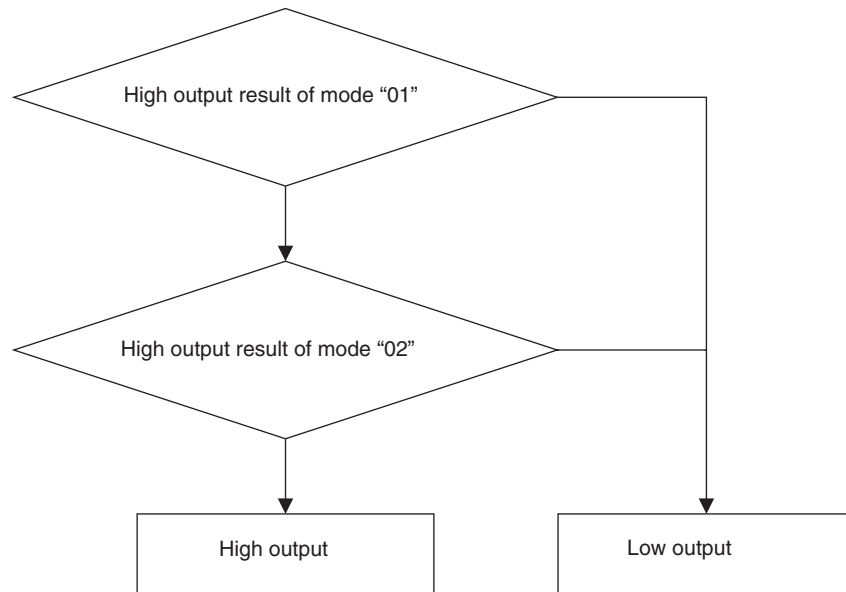 High output result of mode “01”
High output result of mode “02”
High output
Low output